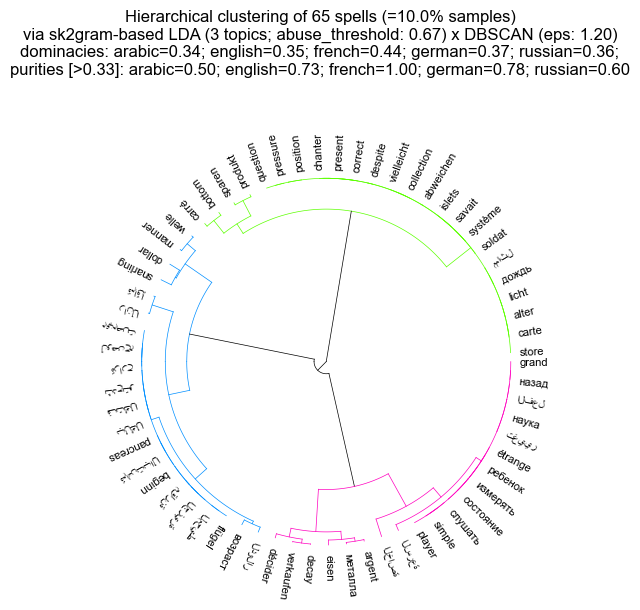 Hierarchical clustering of 65 spells (=10.0% samples)
via sk2gram-based LDA (3 topics; abuse_threshold: 0.67) x DBSCAN (eps: 1.20)
dominacies: arabic=0.34; english=0.35; french=0.44; german=0.37; russian=0.36;
purities [>0.33]: arabic=0.50; english=0.73; french=1.00; german=0.78; russian=0.60
store
carte
alter
licht
дождь
soldat
système
savait
islets
abweichen
collection
vielleicht
despite
correct
present
chanter
position
pressure
question
produkt
sparen
bottom
carré
welle
manner
dollar
snarling
pancreas
beginn
flügel
возраст
décider
verkaufen
decay
eisen
металла
argent
player
simple
слушать
состояние
измерять
ребенок
étrange
наука
назад
grand